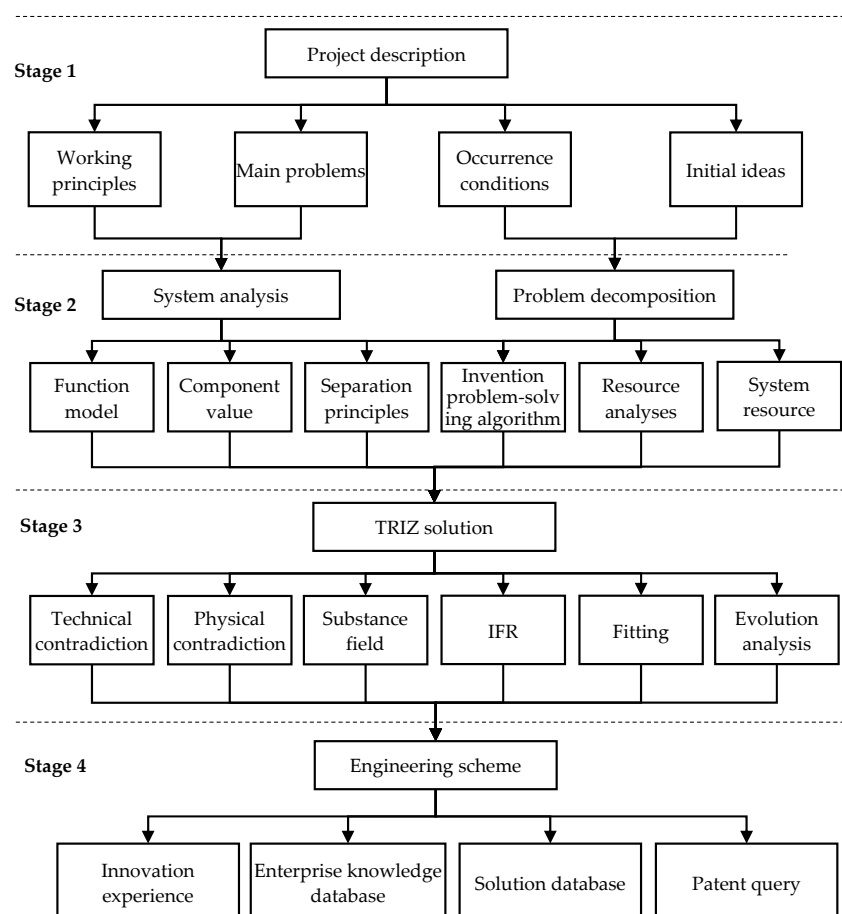 Stage 1
Project description
Working
principles
Main problems
Occurrence
conditions
Initial ideas
Stage 2
System analysis
Problem decomposition
Function
model
Component
value
Separation
principles
Invention
problem-solv
ing algorithm
Resource
analyses
System
resource
Stage 3
TRIZ solution
Technical
contradiction
Physical
contradiction
Substance
field
IFR
Fitting
Evolution
analysis
Stage 4
Engineering scheme
Innovation
experience
Enterprise knowledge
database
Solution database
Patent query